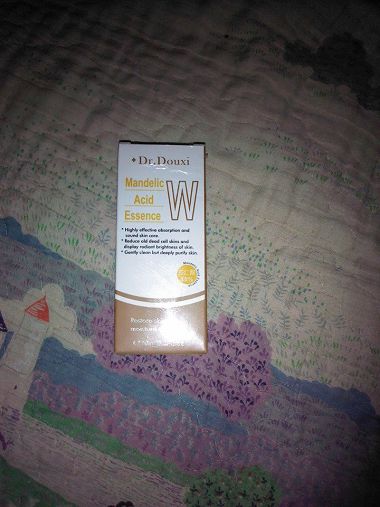 Dr.Douxi
Mandelic
Acid
Essence
W
* Highly effective absorption and
sound skin care.
* Reduce old dead cell skins and
display radiant brightness of skin.
* Gently clean but deeply purify skin.